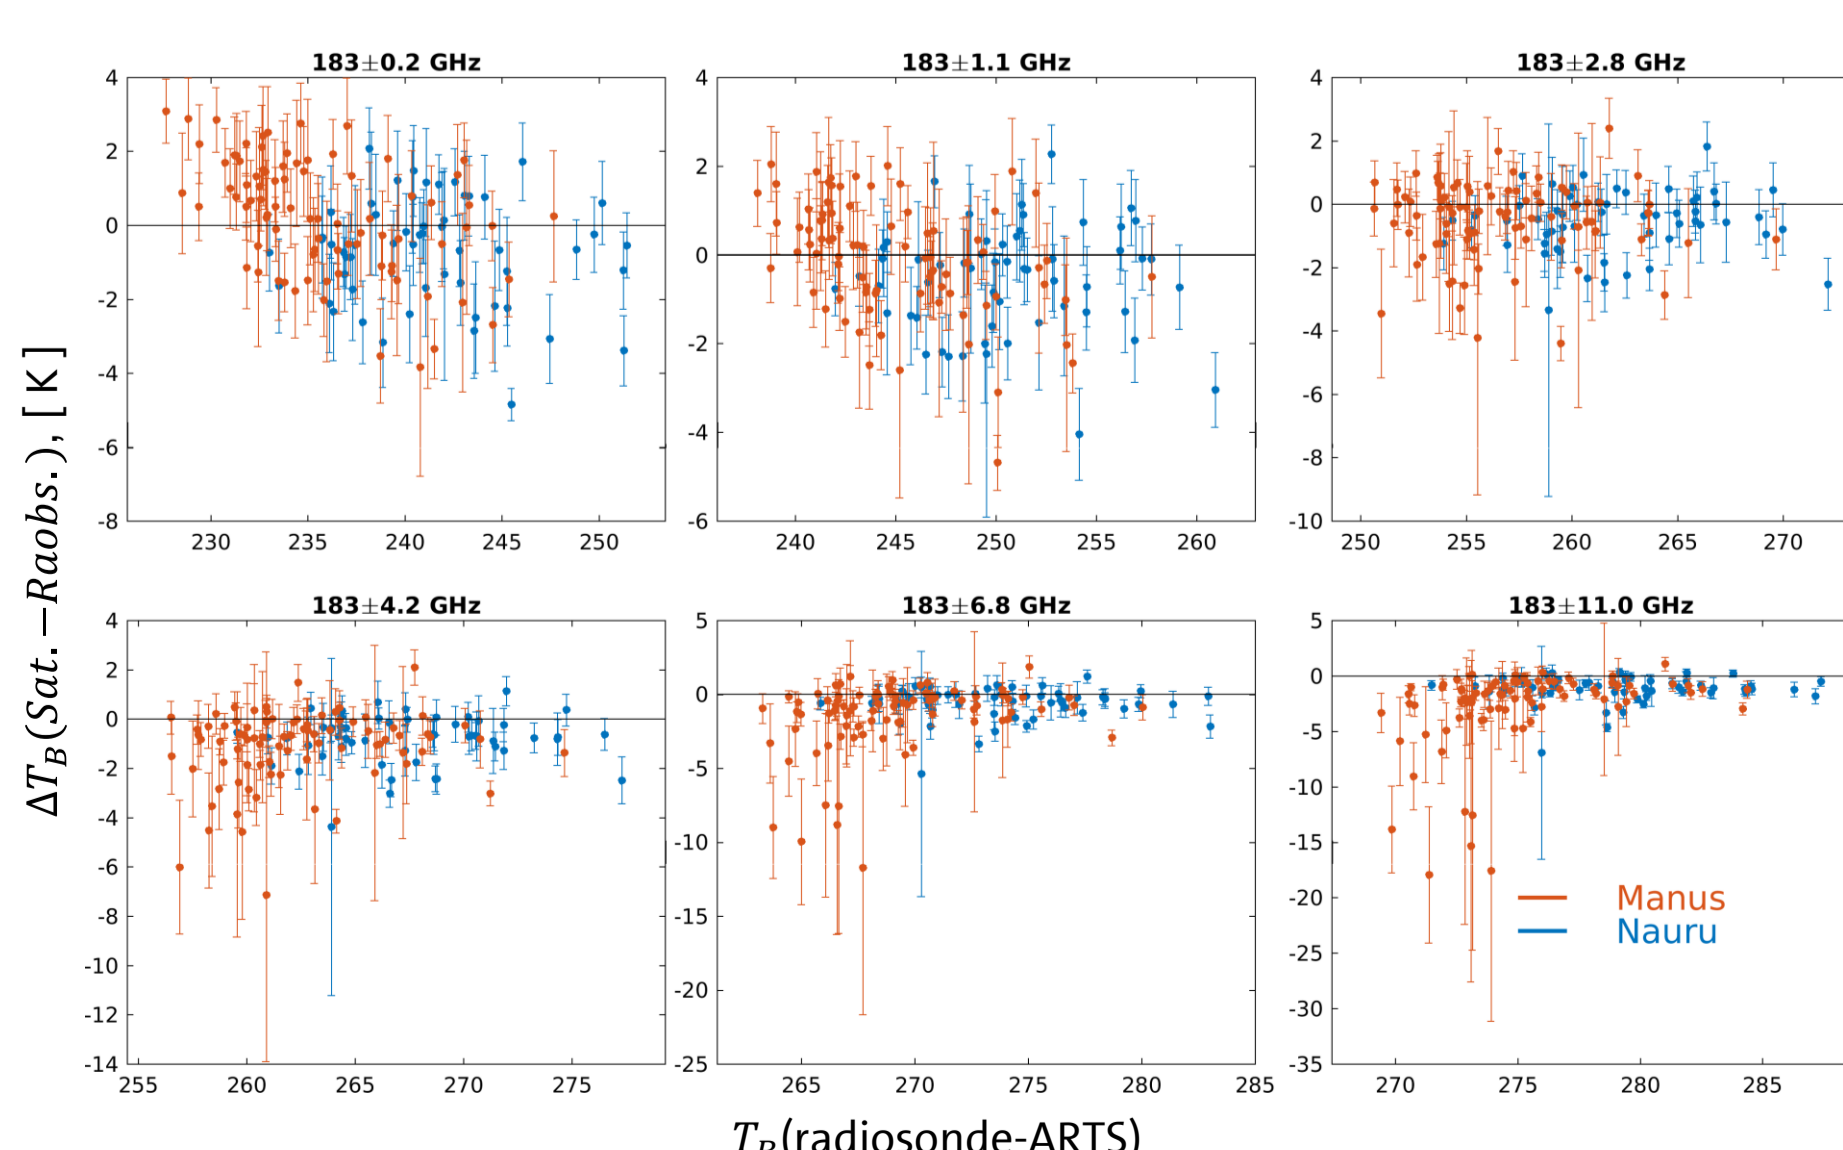 183±0.2 GHz
183±1.1 GHz
183±2.8 GHz
4
2
0
-2
-4
-6
-8
230 235 240 245 250
4
2
0
-2
-4
-6
240 245 250 255 260
4
2
0
-2
-4
-6
-8
-10
250 255 260 265 270
ΔT_B(Sat.−Raobs.), [K]
183±4.2 GHz
183±6.8 GHz
183±11.0 GHz
4
2
0
-2
-4
-6
-8
-10
-12
-14
255 260 265 270 275
5
0
-5
-10
-15
-20
-25
265 270 275 280 285
5
0
-5
-10
-15
-20
-25
-30
-35
270 275 280 285
Manus
Nauru
T_B(radiosonde-ARTS)